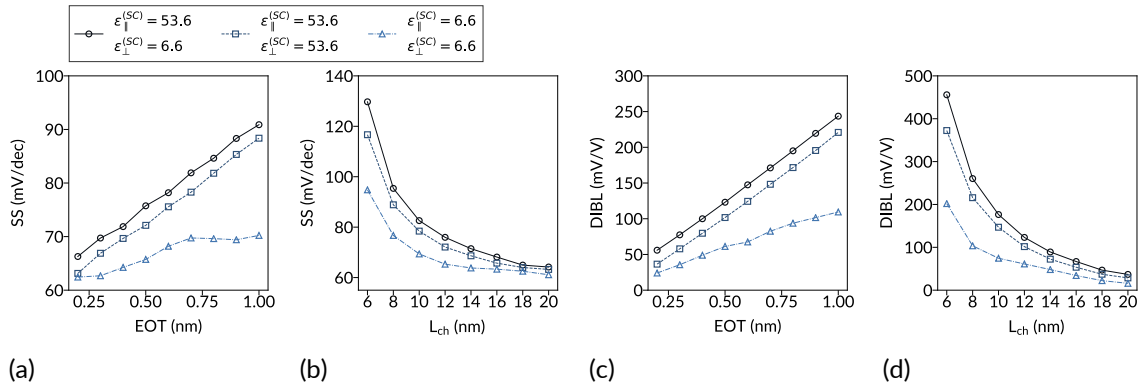 ε∥(SC) = 53.6 ε∥(SC) = 53.6 ε∥(SC) = 6.6
ε⊥(SC) = 6.6 ε⊥(SC) = 53.6 ε⊥(SC) = 6.6
100
90
80
70
60
SS (mV/dec)
0.25 0.50 0.75 1.00
EOT (nm)
140
120
100
80
60
SS (mV/dec)
6 8 10 12 14 16 18 20
Lch (nm)
300
250
200
150
100
50
0
DIBL (mV/V)
0.25 0.50 0.75 1.00
EOT (nm)
500
400
300
200
100
0
DIBL (mV/V)
6 8 10 12 14 16 18 20
Lch (nm)
(a) (b) (c) (d)